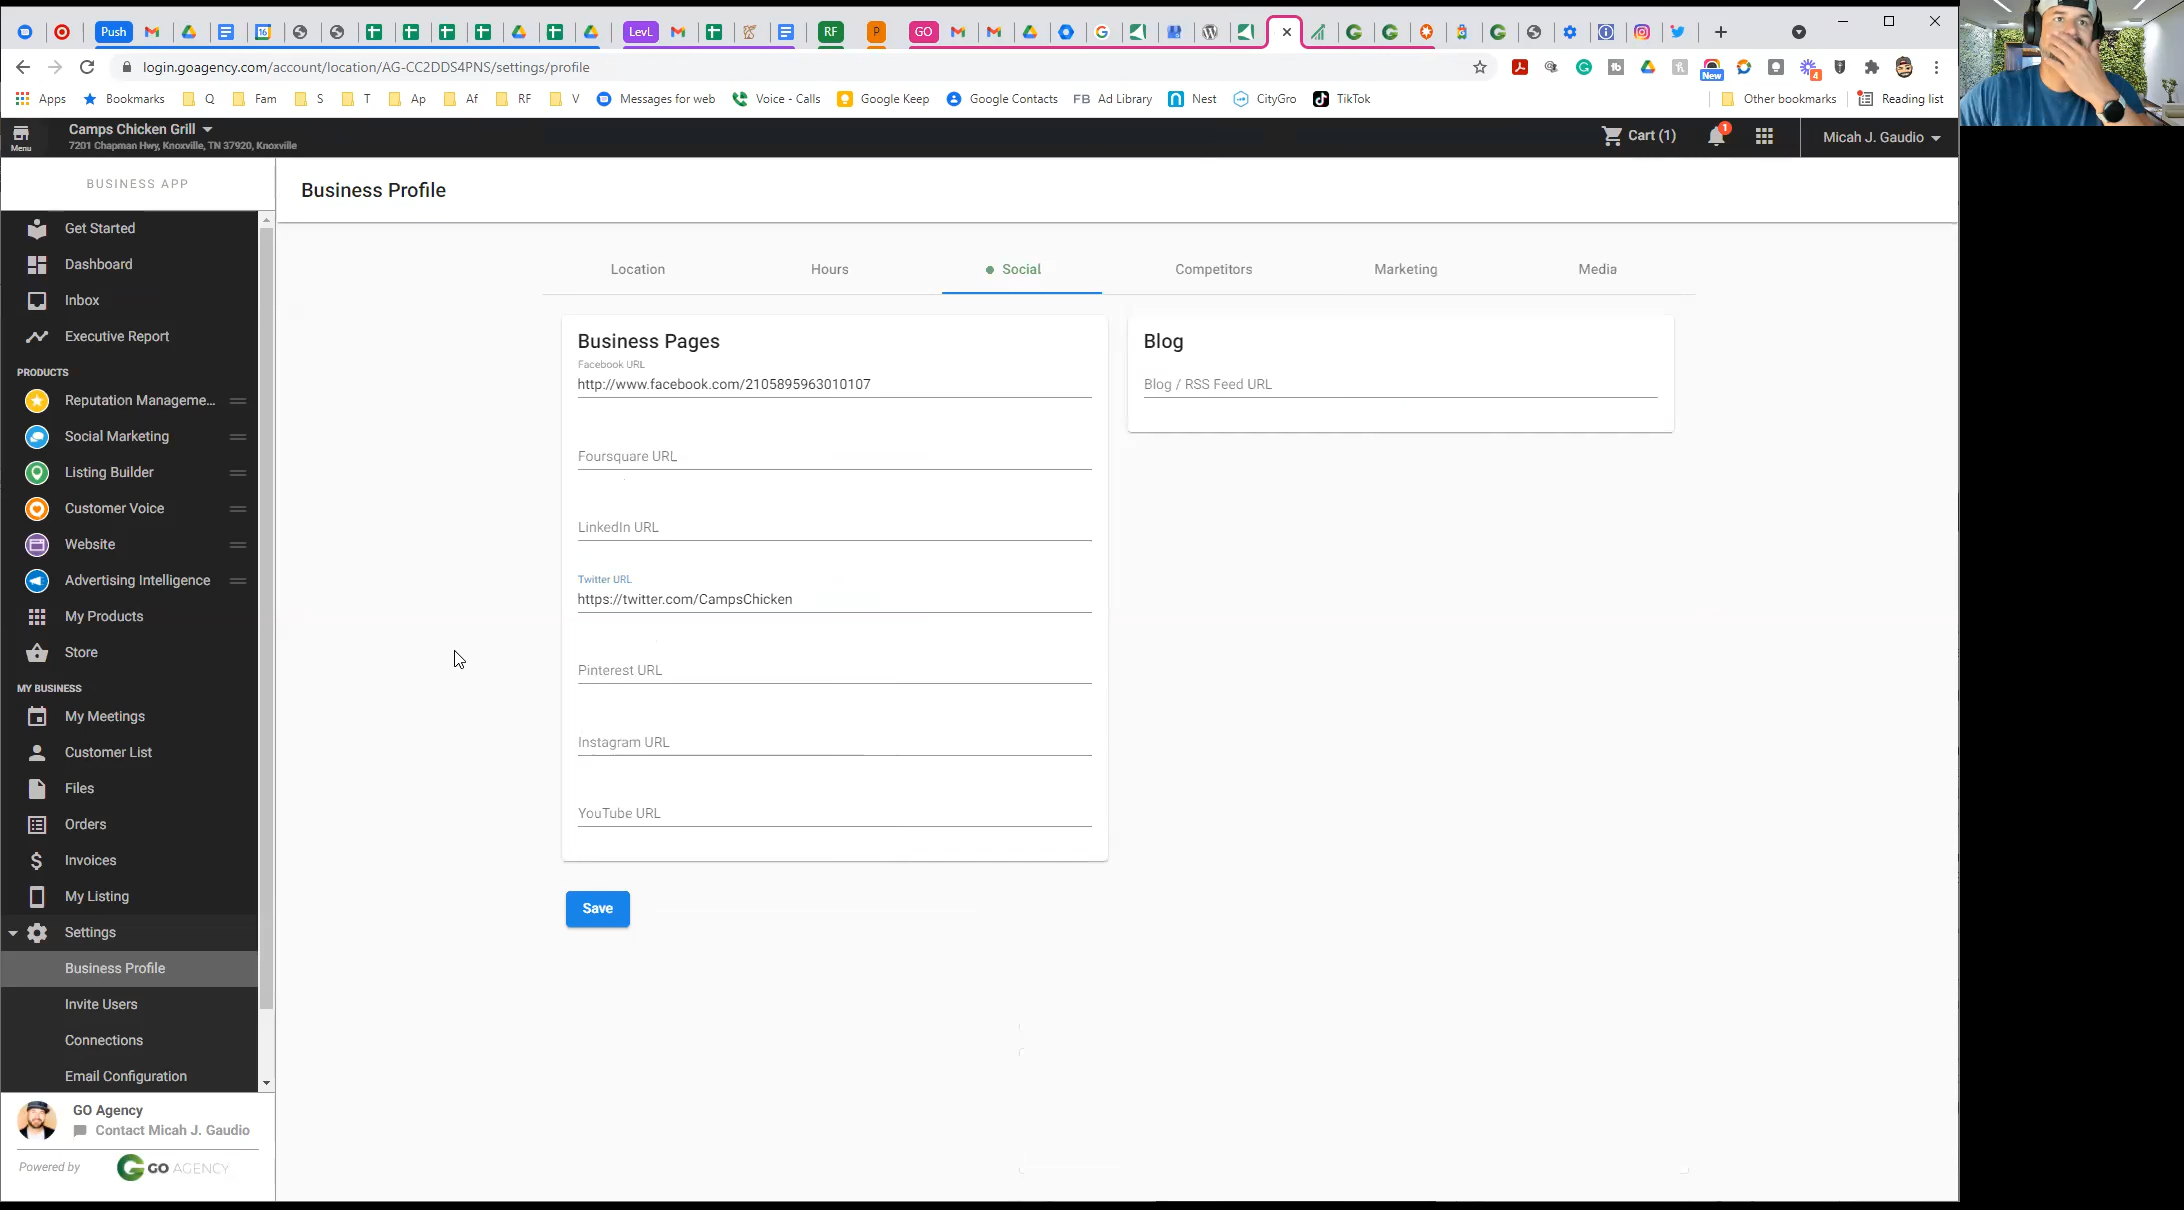 Push
16
LevL
RF
P
GO
login.goagency.com/account/location/AG-CC2DDS4PNS/settings/profile
New
4
Apps
Bookmarks
Q
Fam
S
T
Ap
Af
RF
V
Messages for web
Voice - Calls
Google Keep
Google Contacts
FB Ad Library
Nest
CityGro
TikTok
Other bookmarks
Reading list
Menu
Camps Chicken Grill
7201 Chapman Hwy, Knoxville, TN 37920, Knoxville
Cart (1)
1
Micah J. Gaudio
BUSINESS APP
Business Profile
Get Started
Dashboard
Inbox
Executive Report
PRODUCTS
Reputation Manageme...
Social Marketing
Listing Builder
Customer Voice
Website
Advertising Intelligence
My Products
Store
MY BUSINESS
My Meetings
Customer List
Files
Orders
Invoices
My Listing
Settings
Business Profile
Invite Users
Connections
Email Configuration
GO Agency
Contact Micah J. Gaudio
Powered by
GO AGENCY
Location
Hours
Social
Competitors
Marketing
Media
Business Pages
Facebook URL
http://www.facebook.com/2105895963010107
Foursquare URL
LinkedIn URL
Twitter URL
https://twitter.com/CampsChicken
Pinterest URL
Instagram URL
YouTube URL
Save
Blog
Blog / RSS Feed URL